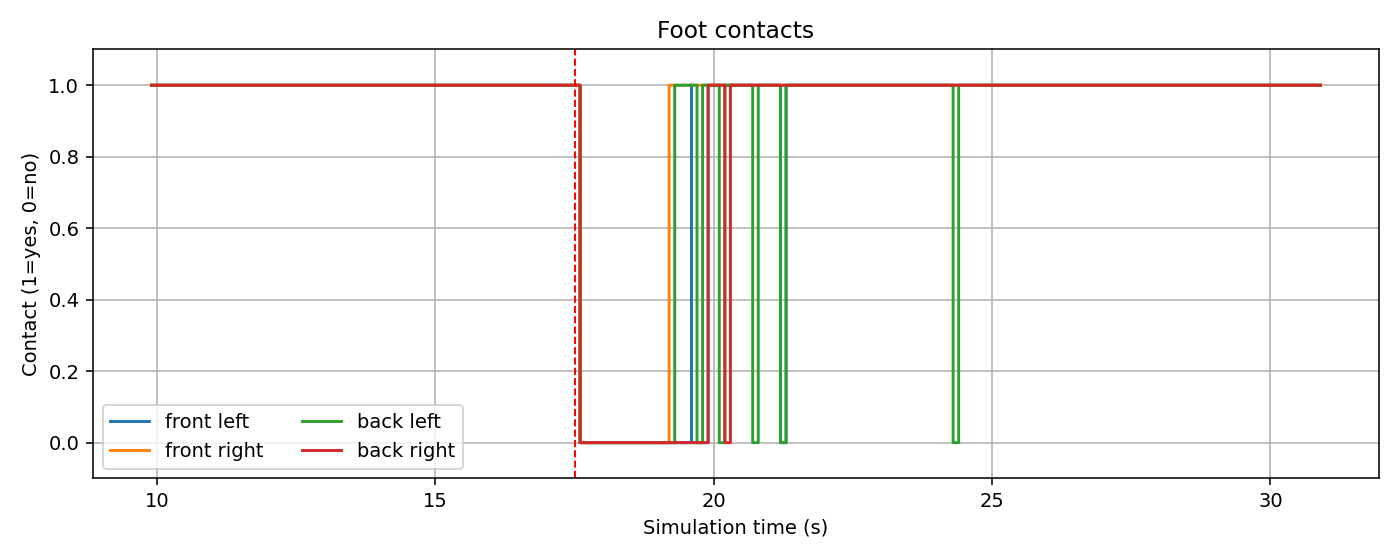 Foot contacts
Contact (1=yes, 0=no)
1.0
0.8
0.6
0.4
0.2
0.0
front left
back left
front right
back right
10
15
20
25
30
Simulation time (s)